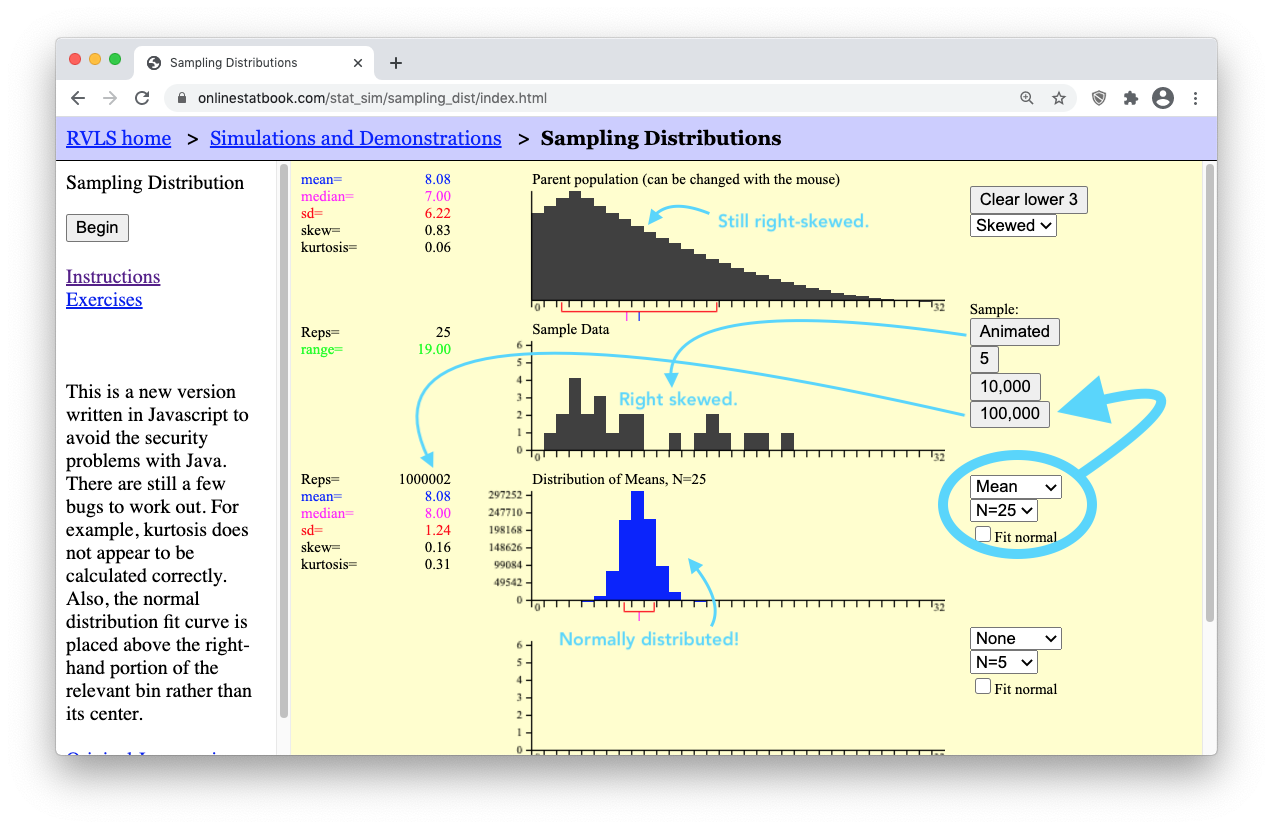 Sampling Distributions
onlinestatbook.com/stat_sim/sampling_dist/index.html
RVLS home > Simulations and Demonstrations > Sampling Distributions
Sampling Distribution
Begin
Instructions
Exercises
This is a new version
written in Javascript to
avoid the security
problems with Java.
There are still a few
bugs to work out. For
example, kurtosis does
not appear to be
calculated correctly.
Also, the normal
distribution fit curve is
placed above the right-
hand portion of the
relevant bin rather than
its center.
mean= 8.08
median= 7.00
sd= 6.22
skew= 0.83
kurtosis= 0.06
Parent population (can be changed with the mouse)
Still right-skewed.
0 32
Clear lower 3
Skewed
Reps= 25
range= 19.00
Sample Data
6
5
4
3
2
1
0
Right skewed.
0 32
Sample:
Animated
5
10,000
100,000
Reps= 1000002
mean= 8.08
median= 8.00
sd= 1.24
skew= 0.16
kurtosis= 0.31
Distribution of Means, N=25
297252
247710
198168
148626
99084
49542
0
0 32
Normally distributed!
Mean
N=25
Fit normal
6
5
4
3
2
1
0
None
N=5
Fit normal